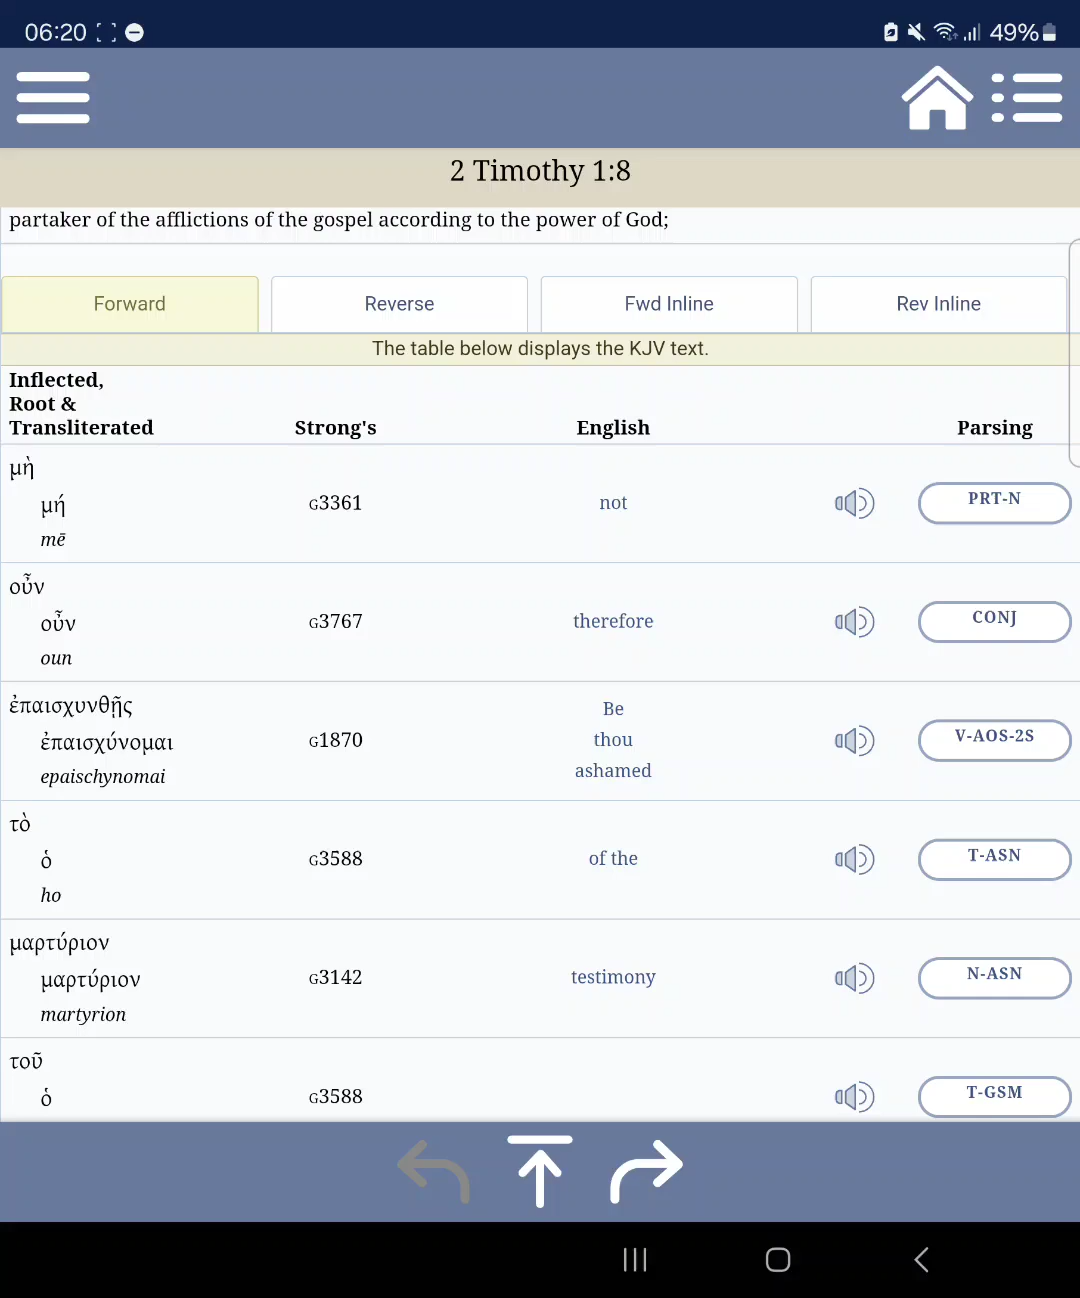 06:20 49%
2 Timothy 1:8
partaker of the afflictions of the gospel according to the power of God;
Forward Reverse Fwd Inline Rev Inline
The table below displays the KJV text.
Inflected,
Root &
Transliterated Strong's English Parsing
μὴ
μή G3361 not PRT-N
mē
οὖν
οὖν G3767 therefore CONJ
oun
ἐπαισχυνθῇς Be
ἐπαισχύνομαι G1870 thou V-AOS-2S
epaischynomai ashamed
τὸ
ὁ G3588 of the T-ASN
ho
μαρτύριον
μαρτύριον G3142 testimony N-ASN
martyrion
τοῦ
ὁ G3588 T-GSM